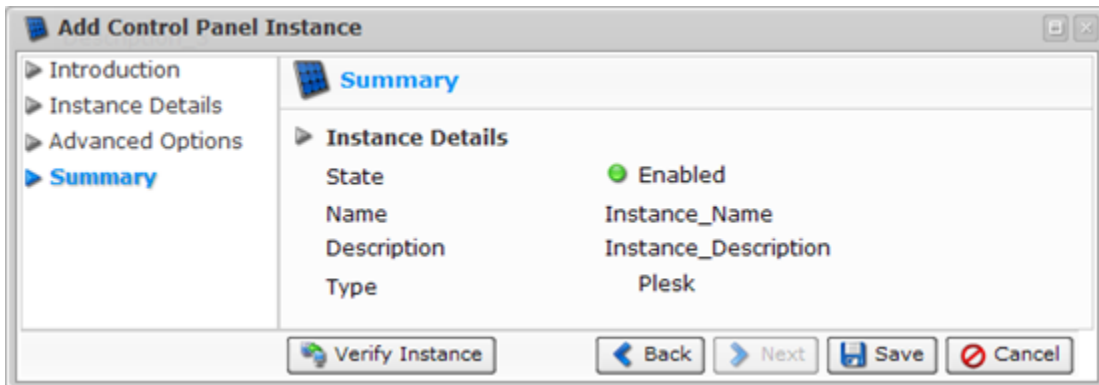 Add Control Panel Instance
Introduction
Instance Details
Advanced Options
Summary
Summary
Instance Details
State Enabled
Name Instance_Name
Description Instance_Description
Type Plesk
Verify Instance Back Next Save Cancel